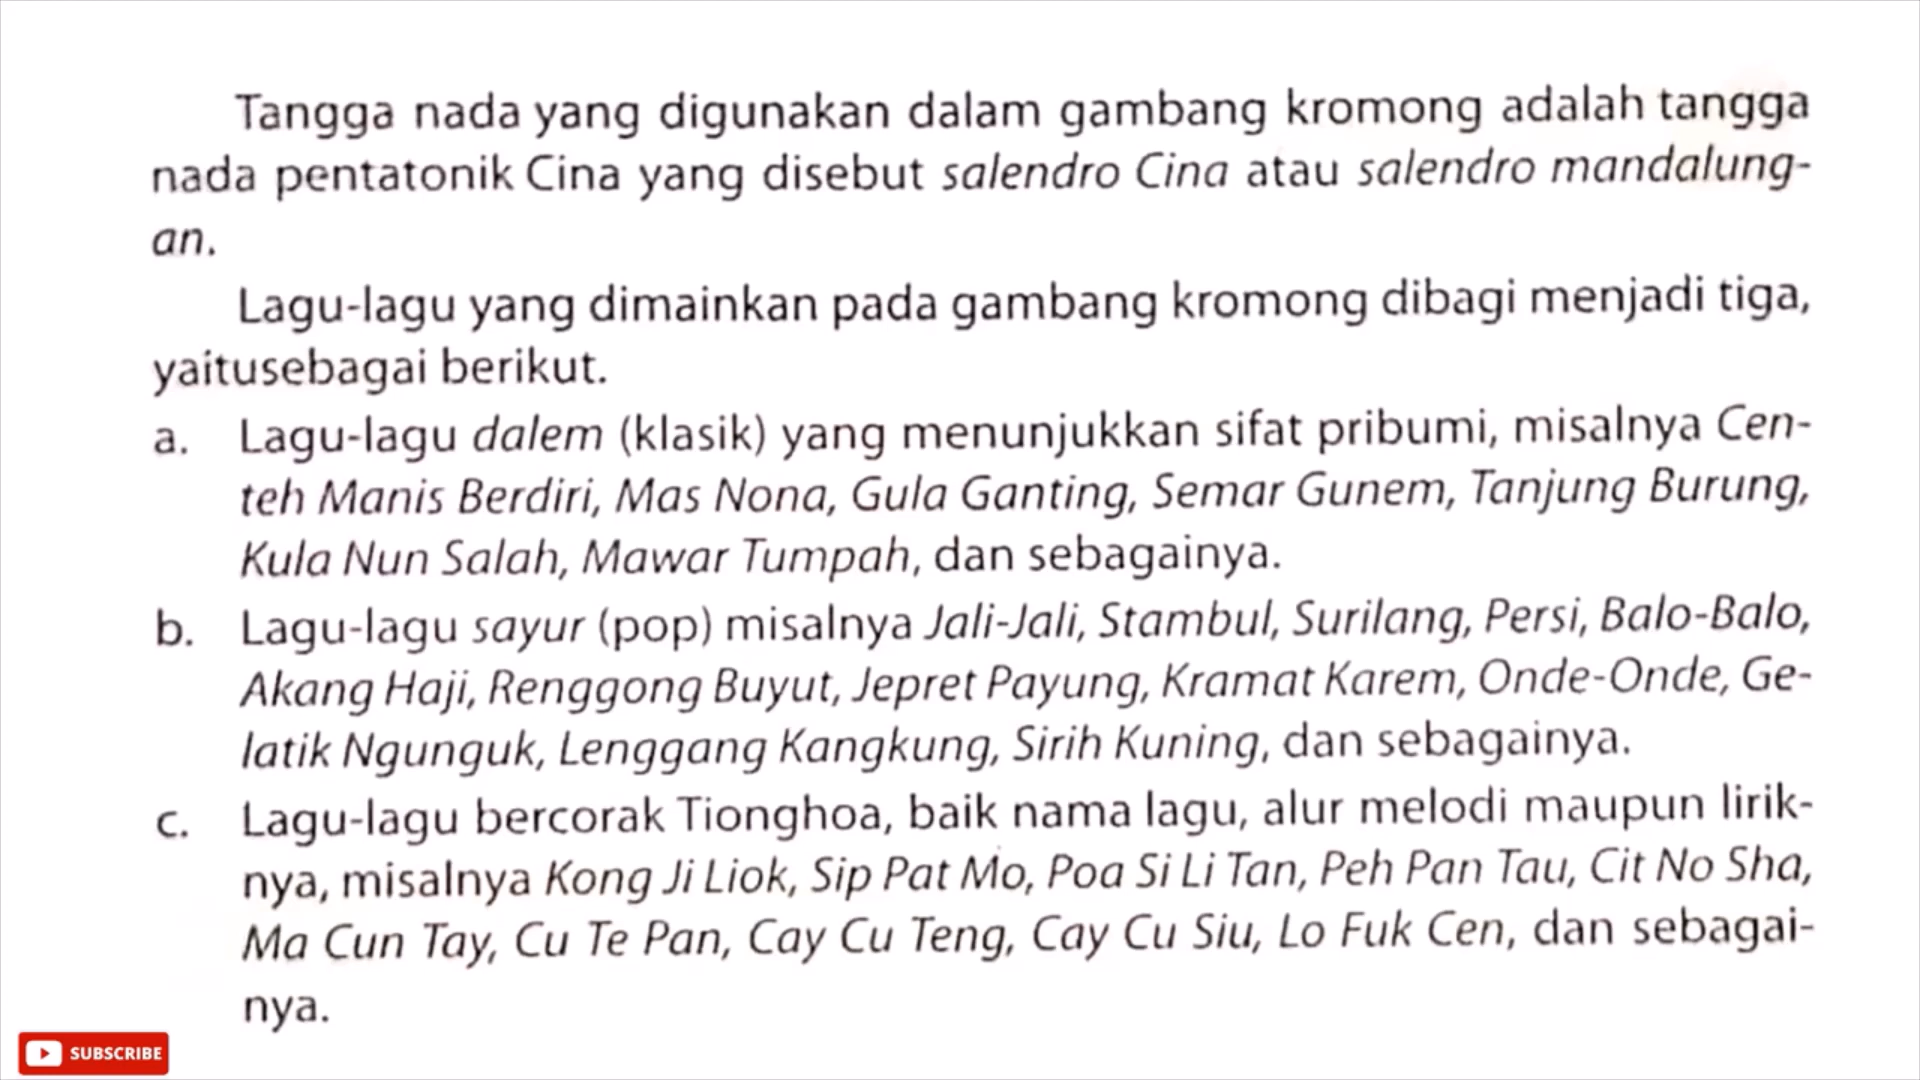 Tangga nada yang digunakan dalam gambang kromong adalah tangga
nada pentatonik Cina yang disebut salendro Cina atau salendro mandalung-
an.
Lagu-lagu yang dimainkan pada gambang kromong dibagi menjadi tiga,
yaitusebagai berikut.
a. Lagu-lagu dalem (klasik) yang menunjukkan sifat pribumi, misalnya Cen-
teh Manis Berdiri, Mas Nona, Gula Ganting, Semar Gunem, Tanjung Burung,
Kula Nun Salah, Mawar Tumpah, dan sebagainya.
b. Lagu-lagu sayur (pop) misalnya Jali-Jali, Stambul, Surilang, Persi, Balo-Balo,
Akang Haji, Renggong Buyut, Jepret Payung, Kramat Karem, Onde-Onde, Ge-
latik Ngunguk, Lenggang Kangkung, Sirih Kuning, dan sebagainya.
c. Lagu-lagu bercorak Tionghoa, baik nama lagu, alur melodi maupun lirik-
nya, misalnya Kong Ji Liok, Sip Pat Mo, Poa Si Li Tan, Peh Pan Tau, Cit No Sha,
Ma Cun Tay, Cu Te Pan, Cay Cu Teng, Cay Cu Siu, Lo Fuk Cen, dan sebagai-
nya.
SUBSCRIBE